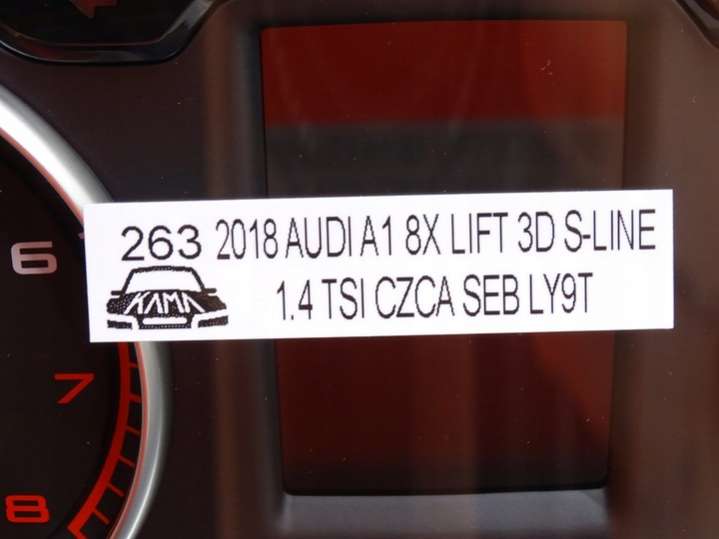 263 2018 AUDI A1 8X LIFT 3D S-LINE
KAMA 1.4 TSI CZCA SEB LY9T
6
7
8